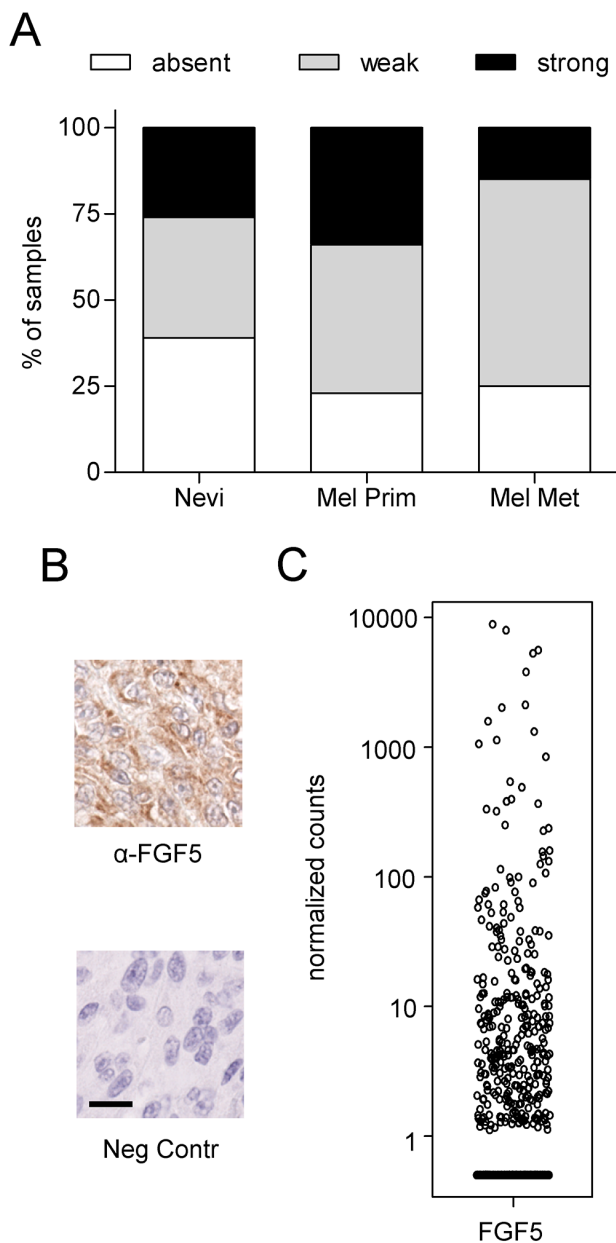 A
absent weak strong
100
75
50
25
0
% of samples
Nevi Mel Prim Mel Met
B
α-FGF5
Neg Contr
C
10000
1000
100
10
1
normalized counts
FGF5